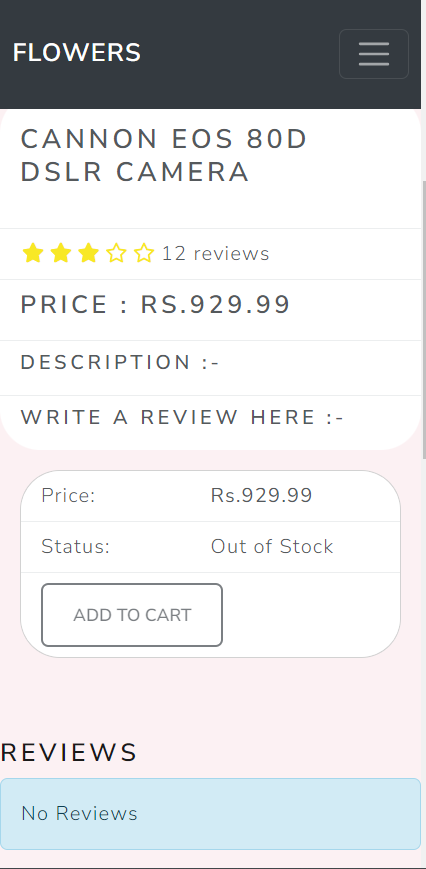 FLOWERS
CANNON EOS 80D
DSLR CAMERA
12 reviews
PRICE : RS.929.99
DESCRIPTION :-
WRITE A REVIEW HERE :-
Price: Rs.929.99
Status: Out of Stock
ADD TO CART
REVIEWS
No Reviews